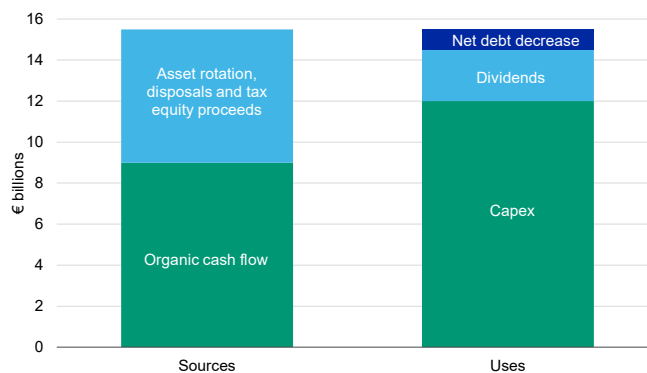 16
14
12
10
8
6
4
2
0
€ billions
Asset rotation,
disposals and tax
equity proceeds
Organic cash flow
Net debt decrease
Dividends
Capex
Sources
Uses